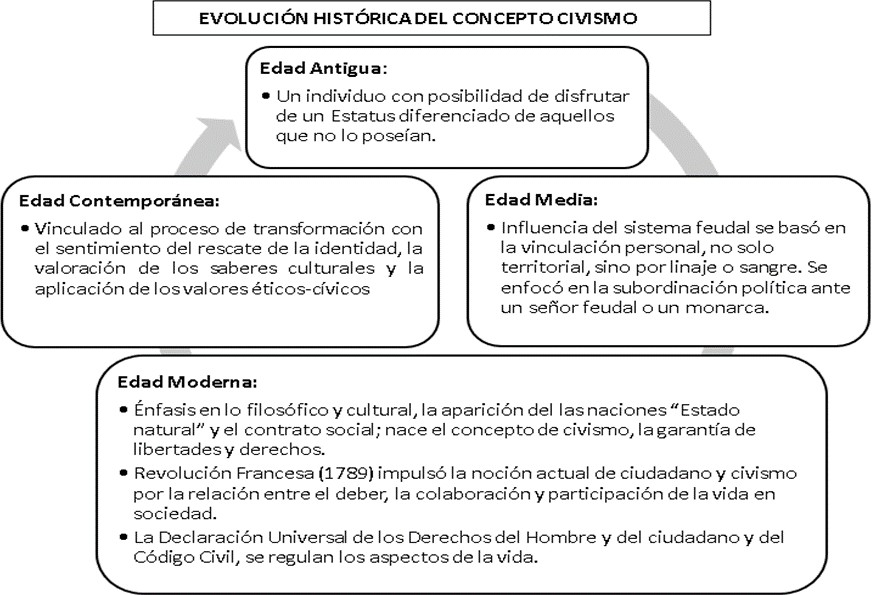 EVOLUCIÓN HISTÓRICA DEL CONCEPTO CIVISMO
Edad Antigua:
• Un individuo con posibilidad de disfrutar
de un Estatus diferenciado de aquellos
que no lo poseían.
Edad Contemporánea:
• Vinculado al proceso de transformación con
el sentimiento del rescate de la identidad, la
valoración de los saberes culturales y la
aplicación de los valores éticos-cívicos
Edad Media:
• Influencia del sistema feudal se basó en
la vinculación personal, no solo
territorial, sino por linaje o sangre. Se
enfocó en la subordinación política ante
un señor feudal o un monarca.
Edad Moderna:
• Énfasis en lo filosófico y cultural, la aparición del las naciones “Estado
natural” y el contrato social; nace el concepto de civismo, la garantía de
libertades y derechos.
• Revolución Francesa (1789) impulsó la noción actual de ciudadano y civismo
por la relación entre el deber, la colaboración y participación de la vida en
sociedad.
• La Declaración Universal de los Derechos del Hombre y del ciudadano y del
Código Civil, se regulan los aspectos de la vida.